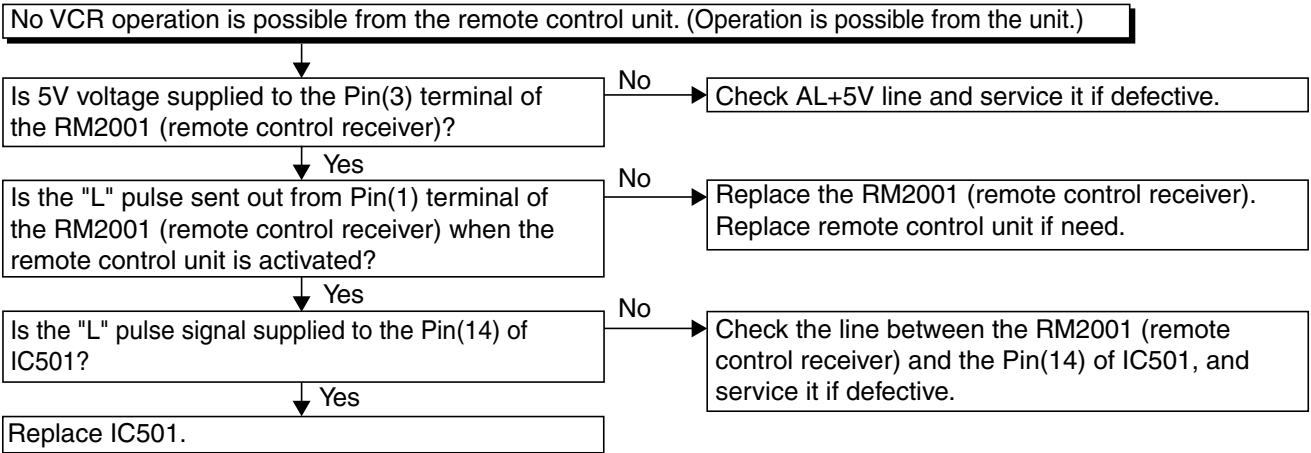 No VCR operation is possible from the remote control unit. (Operation is possible from the unit.)
Is 5V voltage supplied to the Pin(3) terminal of
the RM2001 (remote control receiver)?
No
Check AL+5V line and service it if defective.
Yes
Is the "L" pulse sent out from Pin(1) terminal of
the RM2001 (remote control receiver) when the
remote control unit is activated?
No
Replace the RM2001 (remote control receiver).
Replace remote control unit if need.
Yes
Is the "L" pulse signal supplied to the Pin(14) of
IC501?
No
Check the line between the RM2001 (remote
control receiver) and the Pin(14) of IC501, and
service it if defective.
Yes
Replace IC501.